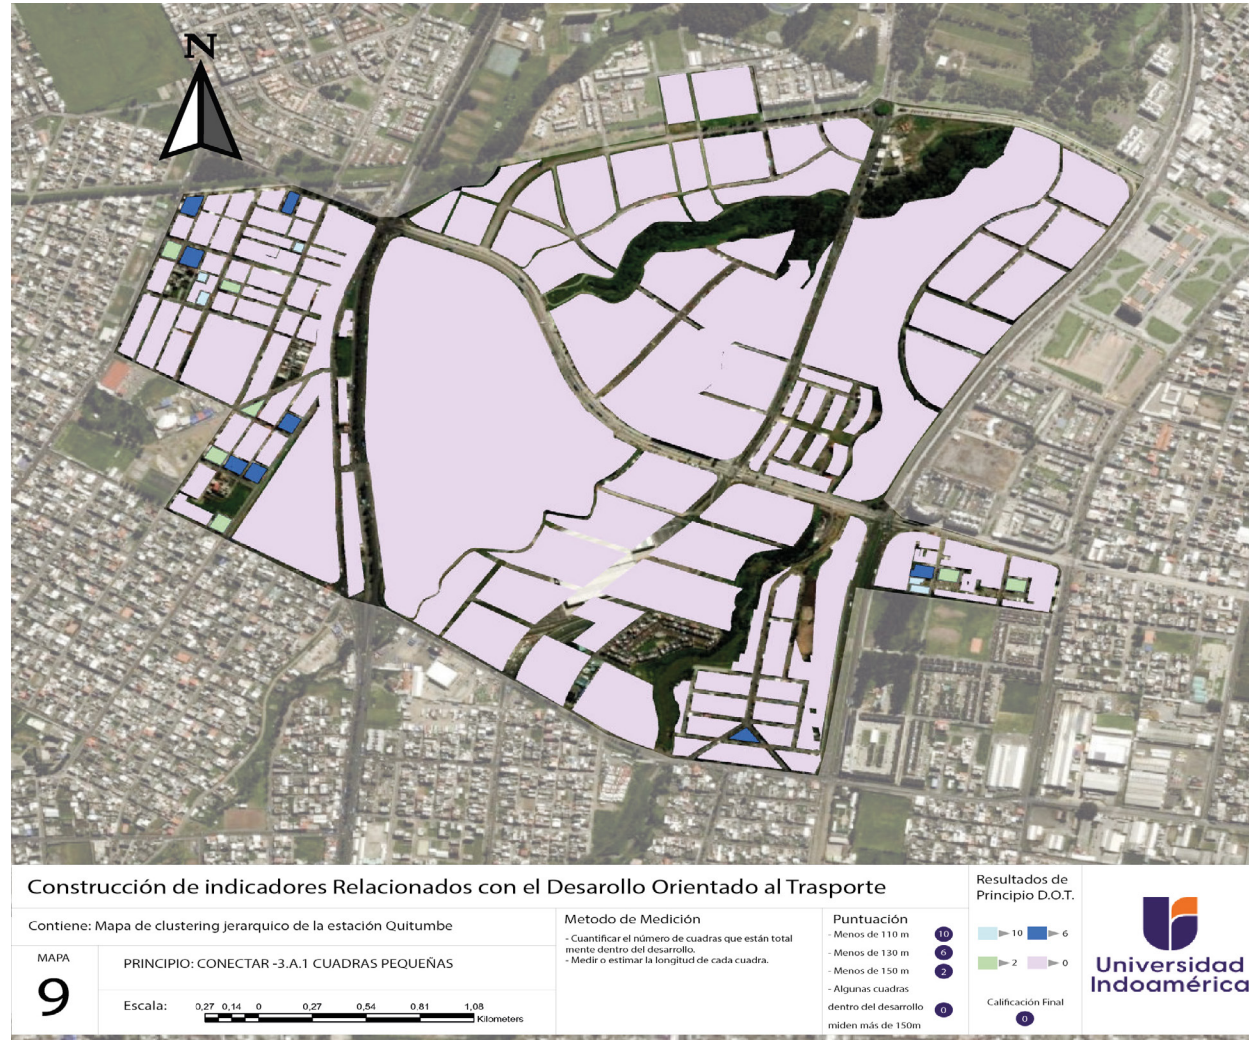 N
Construcción de indicadores Relacionados con el Desarollo Orientado al Trasporte
Contiene: Mapa de clustering jerarquico de la estación Quitumbe
MAPA
9
PRINCIPIO: CONECTAR -3.A.1 CUADRAS PEQUEÑAS
Escala:
0,27 0,14 0 0,27 0,54 0.81 1,08
Kilometers
Metodo de Medición
- Cuantificar el número de cuadras que están total
mente dentro del desarrollo.
- Medir o estimar la longitud de cada cuadra.
Puntuación
- Menos de 110 m 10
- Menos de 130 m 6
- Menos de 150 m 2
- Algunas cuadras
dentro del desarrollo 0
miden más de 150m
Resultados de
Principio D.O.T.
10 6
2 0
Calificación Final
0
Universidad
Indoamérica